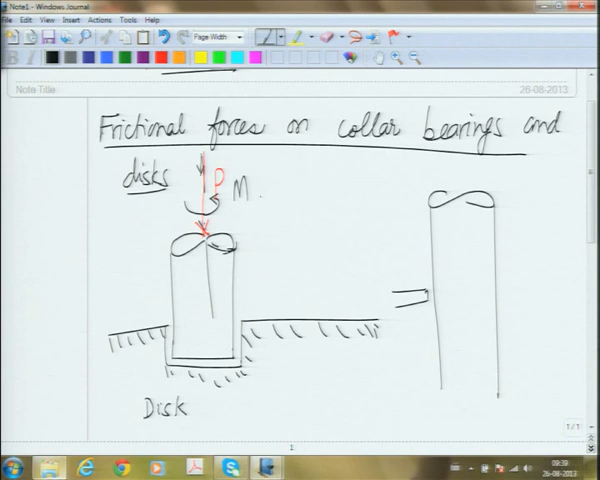 Note1 - Windows Journal
File Edit View Insert Actions Tools Help
Page Width
B I
Note Title 26-08-2013
Frictional forces on collar bearings and
disks P M.
Disk
1/1
1
09:39
26-08-2013